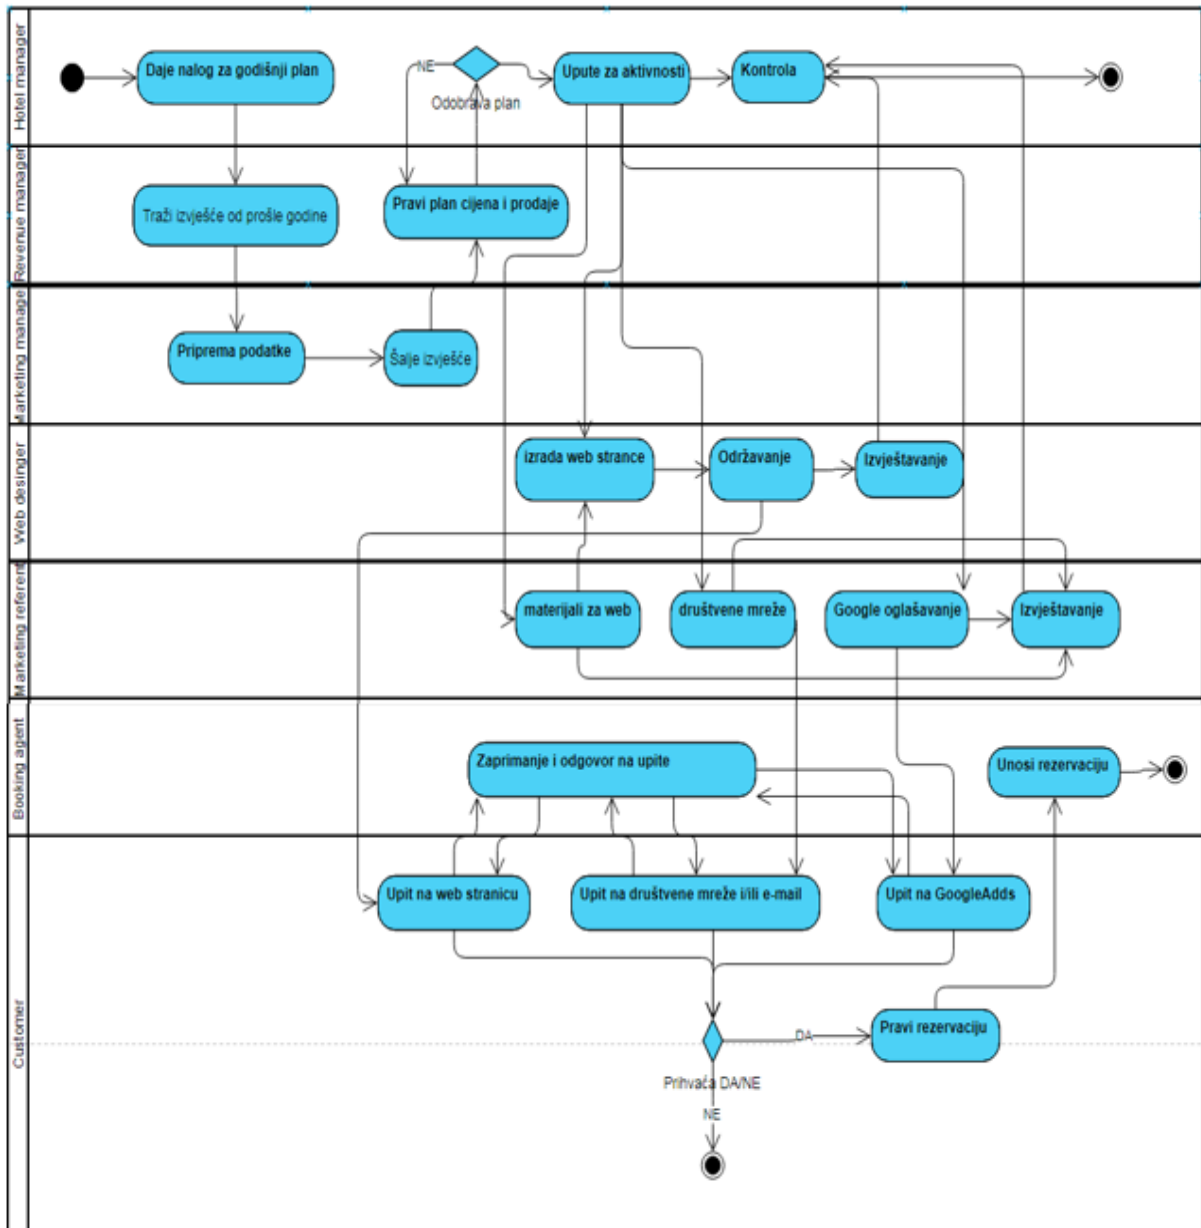 Hotel manager
Daje nalog za godišnji plan
NE
Odobrava plan
Upute za aktivnosti
Kontrola
Revenue manager
Traži izvješće od prošle godine
Pravi plan cijena i prodaje
Marketing manage
Priprema podatke
Šalje izvješće
Web desinger
izrada web strance
Održavanje
Izvještavanje
Marketing referent
materijali za web
društvene mreže
Google oglašavanje
Izvještavanje
Booking agent
Zaprimanje i odgovor na upite
Unosi rezervaciju
Customer
Upit na web stranicu
Upit na društvene mreže i/ili e-mail
Upit na GoogleAdds
Pravi rezervaciju
DA
Prihvaća DA/NE
NE